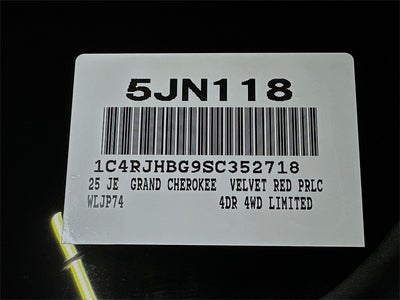 5JN118
1C4RJHBG9SC352718
25 JE GRAND CHEROKEE VELVET RED PRLC
WLJP74 4DR 4WD LIMITED